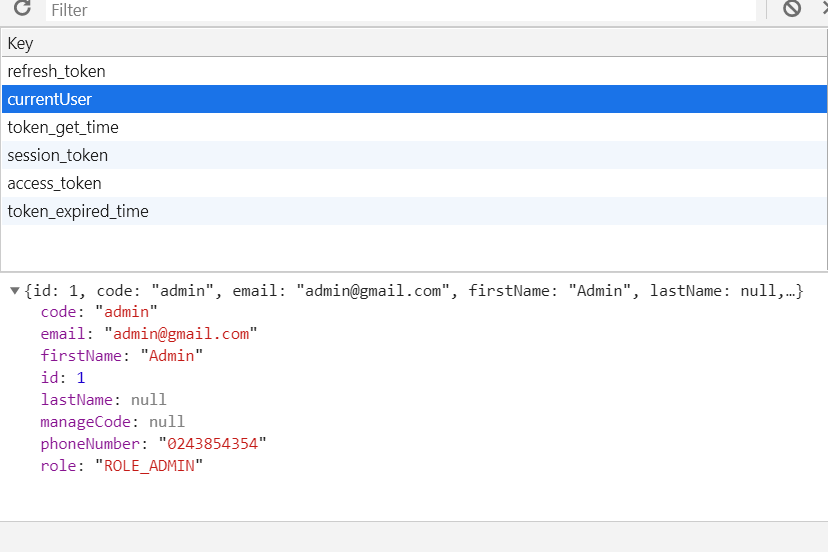 Filter
Key
refresh_token
currentUser
token_get_time
session_token
access_token
token_expired_time
{id: 1, code: "admin", email: "admin@gmail.com", firstName: "Admin", lastName: null,…}
code: "admin"
email: "admin@gmail.com"
firstName: "Admin"
id: 1
lastName: null
manageCode: null
phoneNumber: "0243854354"
role: "ROLE_ADMIN"